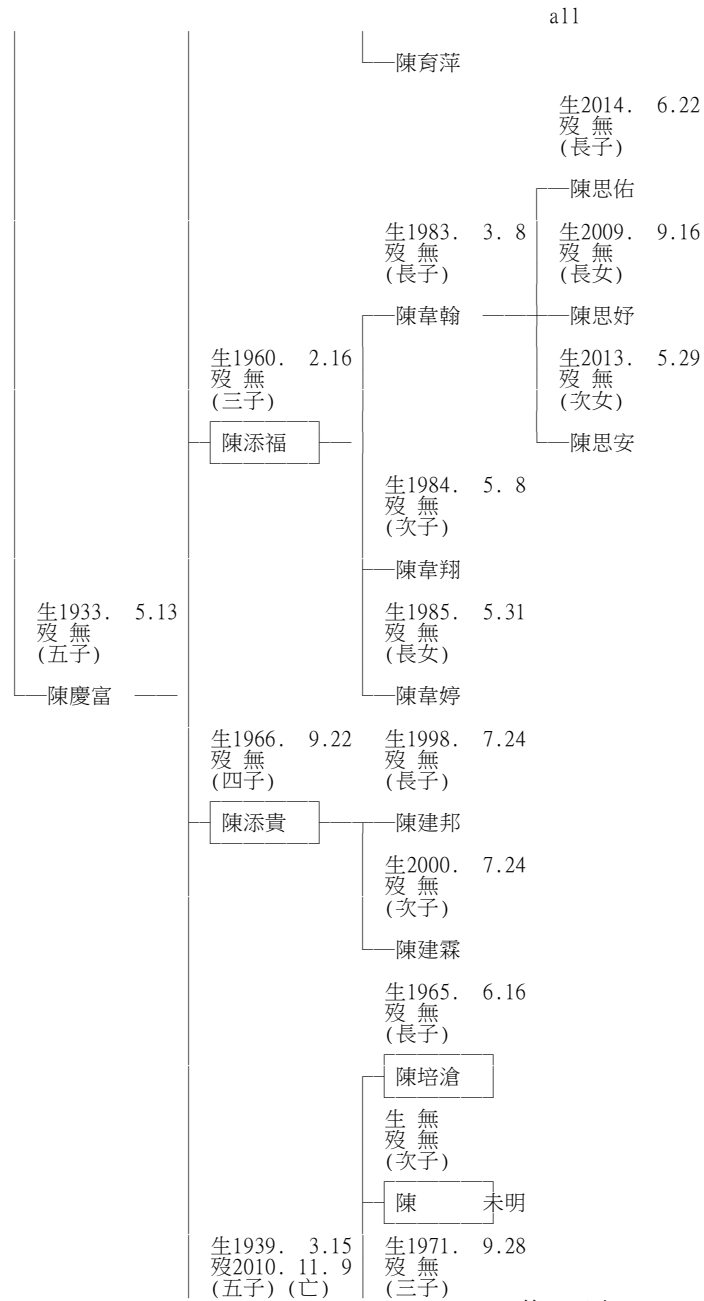 all
陳育萍
生2014. 6.22
歿 無
(長子)
陳思佑
生1983. 3. 8 生2009. 9.16
歿 無 歿 無
(長子) (長女)
陳韋翰 陳思妤
生1960. 2.16 生2013. 5.29
歿 無 歿 無
(三子) (次女)
陳添福 陳思安
生1984. 5. 8
歿 無
(次子)
陳韋翔
生1933. 5.13 生1985. 5.31
歿 無 歿 無
(五子) (長女)
陳慶富 陳韋婷
生1966. 9.22 生1998. 7.24
歿 無 歿 無
(四子) (長子)
陳添貴 陳建邦
生2000. 7.24
歿 無
(次子)
陳建霖
生1965. 6.16
歿 無
(長子)
陳培滄
生 無
歿 無
(次子)
陳 未明
生1939. 3.15 生1971. 9.28
歿2010. 11. 9 歿 無
(五子)(亡) (三子)